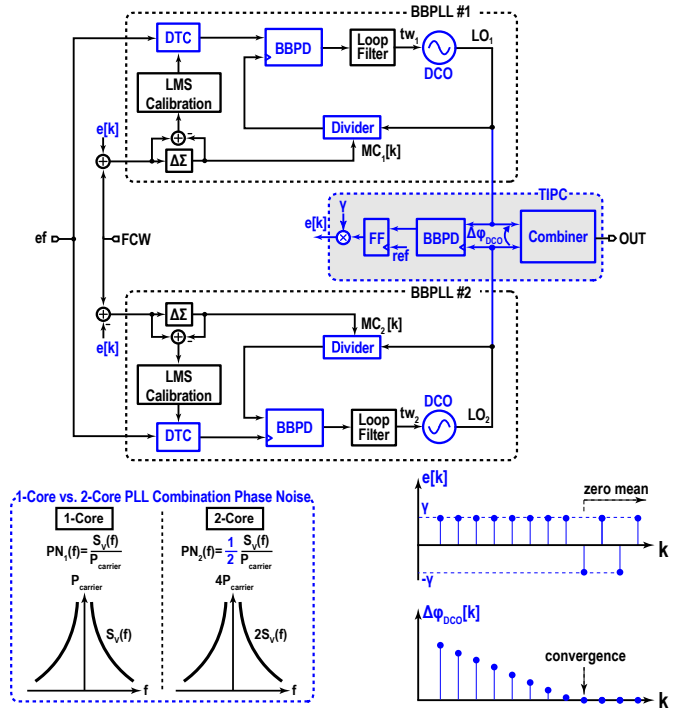 BBPLL #1
DTC
BBPD
Loop
Filter
tw1
DCO
LO1
LMS
Calibration
e[k]
ΔΣ
-
Divider
MC1[k]
TIPC
γ
e[k]
FF
ref
BBPD
ΔφDCO
Combiner
OUT
ef
FCW
BBPLL #2
-
e[k]
ΔΣ
-
MC2[k]
Divider
LMS
Calibration
DTC
BBPD
Loop
Filter
tw2
DCO
LO2
1-Core vs. 2-Core PLL Combination Phase Noise
1-Core
2-Core
PN1(f)= SV(f) / Pcarrier
PN2(f)= 1/2 SV(f) / Pcarrier
Pcarrier
4Pcarrier
SV(f)
2SV(f)
f
f
e[k]
γ
zero mean
-γ
k
ΔφDCO[k]
convergence
k